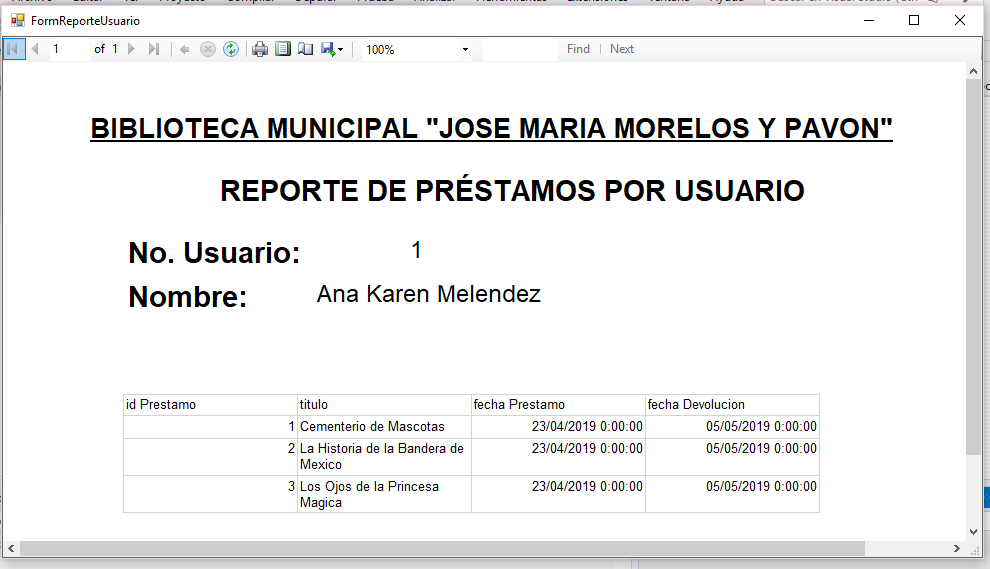 FormReporteUsuario
1 of 1 100% Find Next
BIBLIOTECA MUNICIPAL "JOSE MARIA MORELOS Y PAVON"
REPORTE DE PRÉSTAMOS POR USUARIO
No. Usuario: 1
Nombre: Ana Karen Melendez
id Prestamo titulo fecha Prestamo fecha Devolucion
1 Cementerio de Mascotas 23/04/2019 0:00:00 05/05/2019 0:00:00
2 La Historia de la Bandera de 23/04/2019 0:00:00 05/05/2019 0:00:00
Mexico
3 Los Ojos de la Princesa 23/04/2019 0:00:00 05/05/2019 0:00:00
Magica